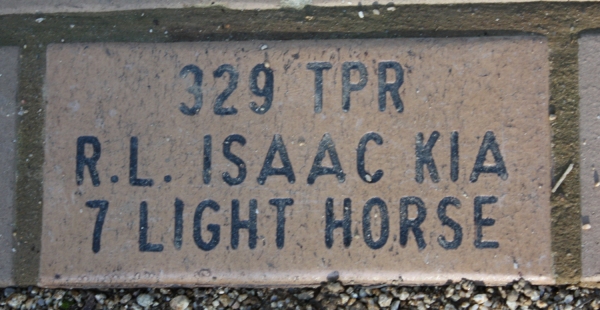 329 TPR
R.L. ISAAC KIA
7 LIGHT HORSE